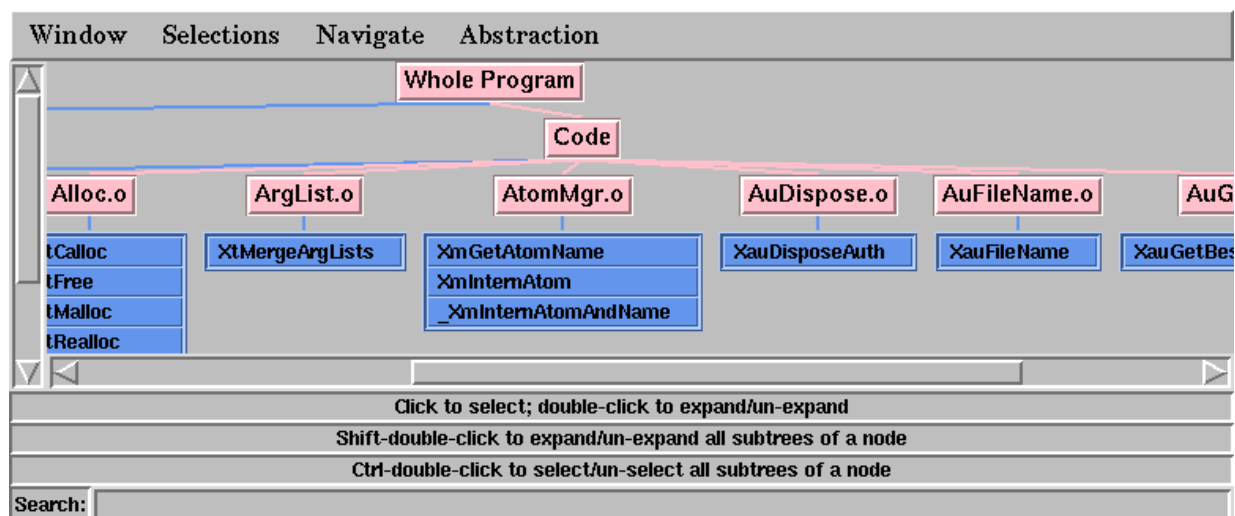 Window Selections Navigate Abstraction
Whole Program
Code
Alloc.o ArgList.o AtomMgr.o AuDispose.o AuFileName.o AuG
tCalloc XtMergeArgLists XmGetAtomName XauDisposeAuth XauFileName XauGetBes
tFree XmInternAtom
tMalloc _XmInternAtomAndName
tRealloc
Click to select; double-click to expand/un-expand
Shift-double-click to expand/un-expand all subtrees of a node
Ctrl-double-click to select/un-select all subtrees of a node
Search: